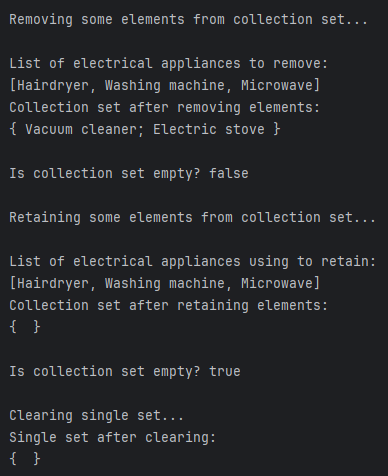 Removing some elements from collection set...
List of electrical appliances to remove:
[Hairdryer, Washing machine, Microwave]
Collection set after removing elements:
{ Vacuum cleaner; Electric stove }
Is collection set empty? false
Retaining some elements from collection set...
List of electrical appliances using to retain:
[Hairdryer, Washing machine, Microwave]
Collection set after retaining elements:
{  }
Is collection set empty? true
Clearing single set...
Single set after clearing:
{  }